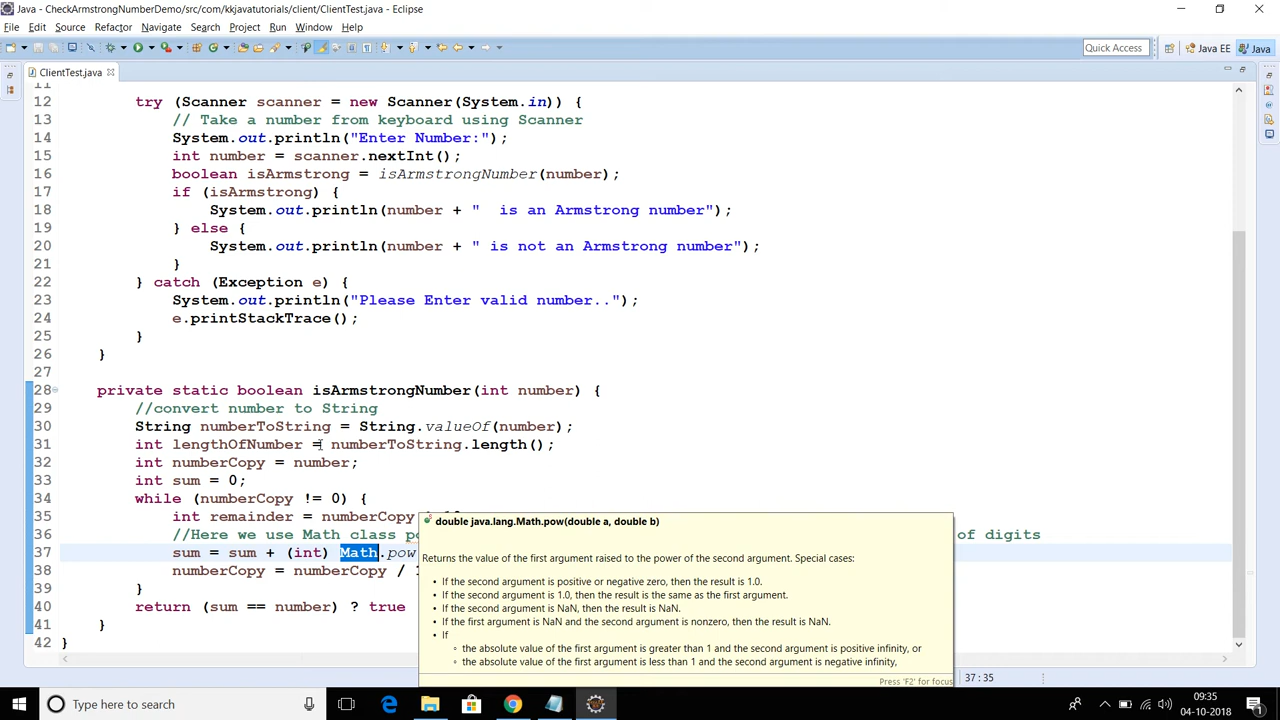 Java - CheckArmstrongNumberDemo/src/com/kkjavatutorials/client/ClientTest.java - Eclipse
File Edit Source Refactor Navigate Search Project Run Window Help
Quick Access Java EE Java
ClientTest.java
11
12 try (Scanner scanner = new Scanner(System.in)) {
13 // Take a number from keyboard using Scanner
14 System.out.println("Enter Number:");
15 int number = scanner.nextInt();
16 boolean isArmstrong = isArmstrongNumber(number);
17 if (isArmstrong) {
18 System.out.println(number + "  is an Armstrong number");
19 } else {
20 System.out.println(number + " is not an Armstrong number");
21 }
22 } catch (Exception e) {
23 System.out.println("Please Enter valid number..");
24 e.printStackTrace();
25 }
26 }
27
28 private static boolean isArmstrongNumber(int number) {
29 //convert number to String
30 String numberToString = String.valueOf(number);
31 int lengthOfNumber = numberToString.length();
32 int numberCopy = number;
33 int sum = 0;
34 while (numberCopy != 0) {
35 int remainder = numberCopy
36 //Here we use Math class of digits
37 sum = sum + (int) Math.pow
38 numberCopy = numberCopy /
39 }
40 return (sum == number) ? true
41 }
42 }
double java.lang.Math.pow(double a, double b)
Returns the value of the first argument raised to the power of the second argument. Special cases:
• If the second argument is positive or negative zero, then the result is 1.0.
• If the second argument is 1.0, then the result is the same as the first argument.
• If the second argument is NaN, then the result is NaN.
• If the first argument is NaN and the second argument is nonzero, then the result is NaN.
• If
◦ the absolute value of the first argument is greater than 1 and the second argument is positive infinity, or
◦ the absolute value of the first argument is less than 1 and the second argument is negative infinity,
Press 'F2' for focus
37 : 35
Type here to search
09:35
04-10-2018
1